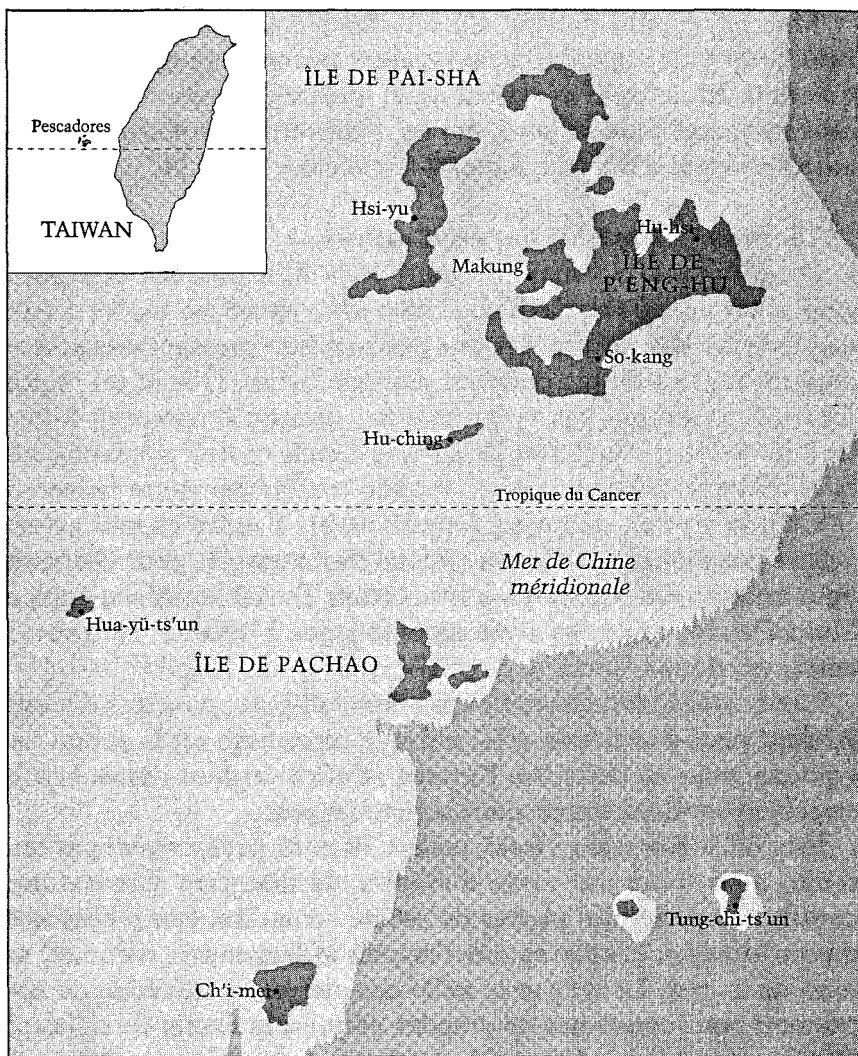 Pescadores
TAIWAN
ÎLE DE PAI-SHA
Hsi-yu
Hu-hsi
Makung
ÎLE DE
P'ENG-HU
So-kang
Hu-ching
Tropique du Cancer
Mer de Chine
méridionale
Hua-yü-ts'un
ÎLE DE PACHAO
Tung-chi-ts'un
Ch'i-mei